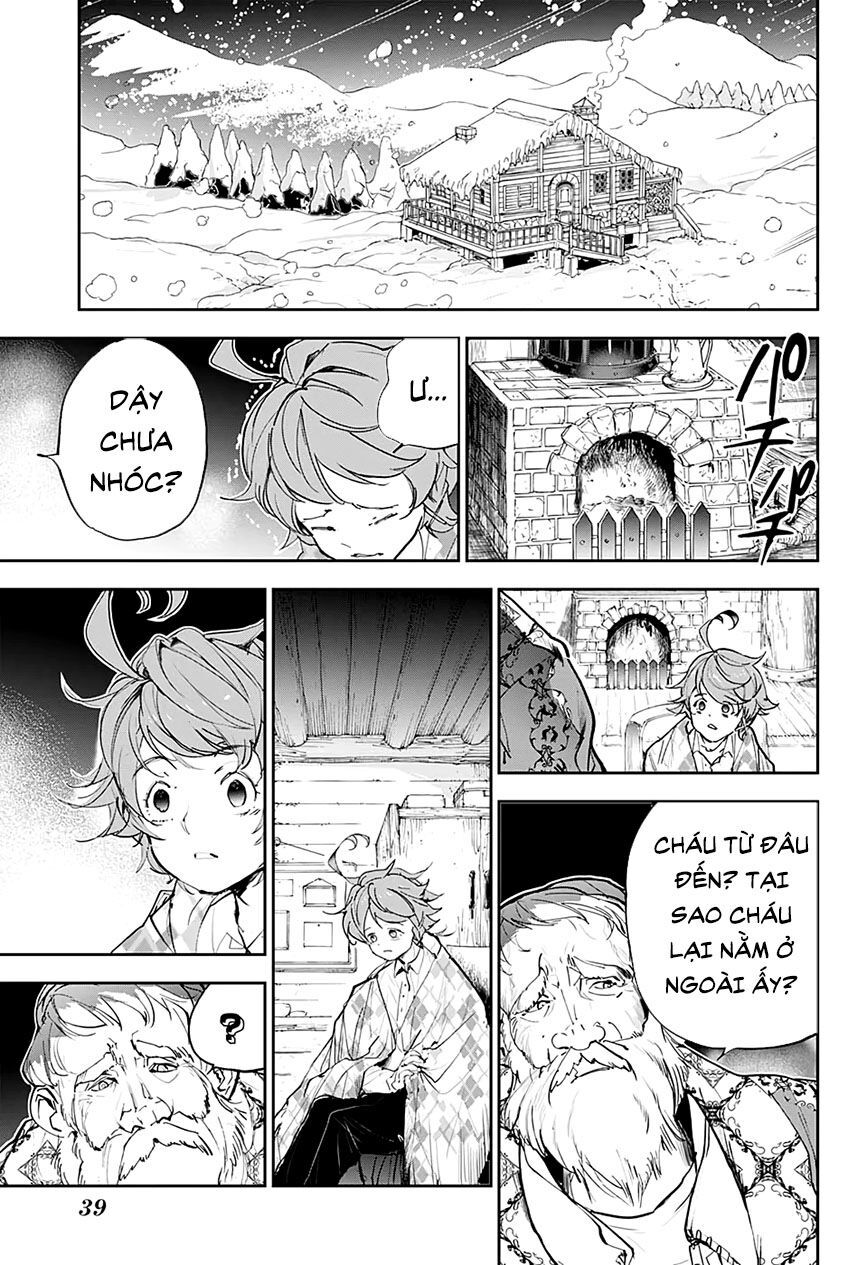 パチ
パチ
Ư...
DẬY
CHƯA
NHÓC?
CHÁU TỪ ĐÂU
ĐẾN? TẠI
SAO CHÁU
LẠI NẰM Ở
NGOÀI ẤY?
?
39